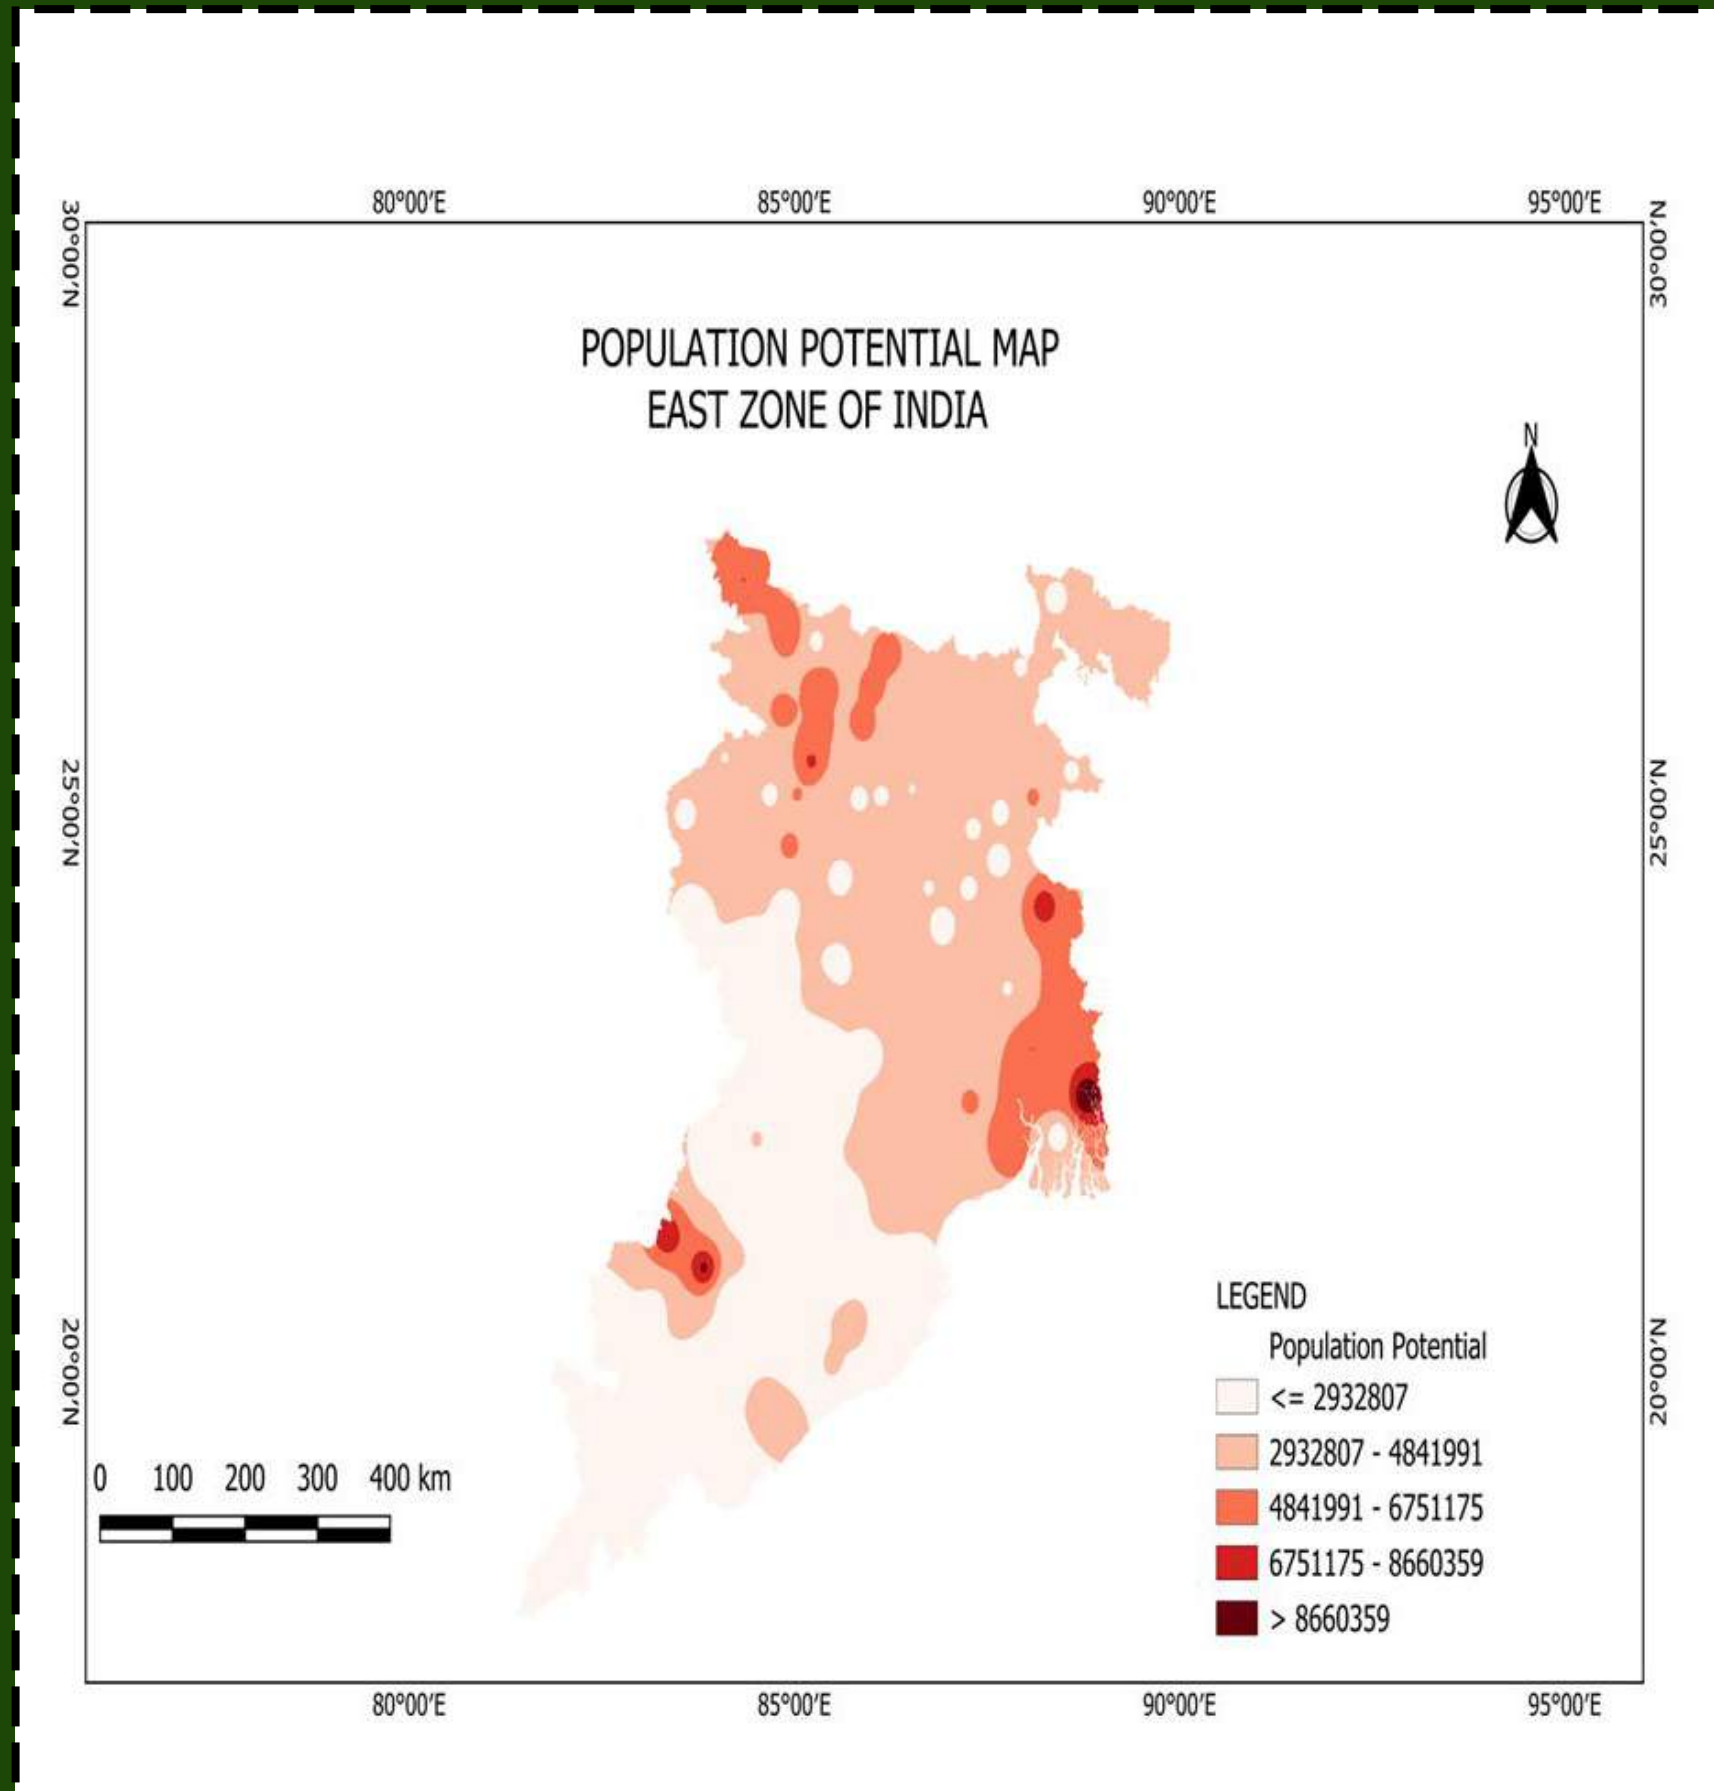 80°00'E 85°00'E 90°00'E 95°00'E
30°00'N 30°00'N
POPULATION POTENTIAL MAP
EAST ZONE OF INDIA
N
25°00'N 25°00'N
LEGEND
Population Potential
<= 2932807
2932807 - 4841991
4841991 - 6751175
6751175 - 8660359
> 8660359
20°00'N 20°00'N
0 100 200 300 400 km
80°00'E 85°00'E 90°00'E 95°00'E